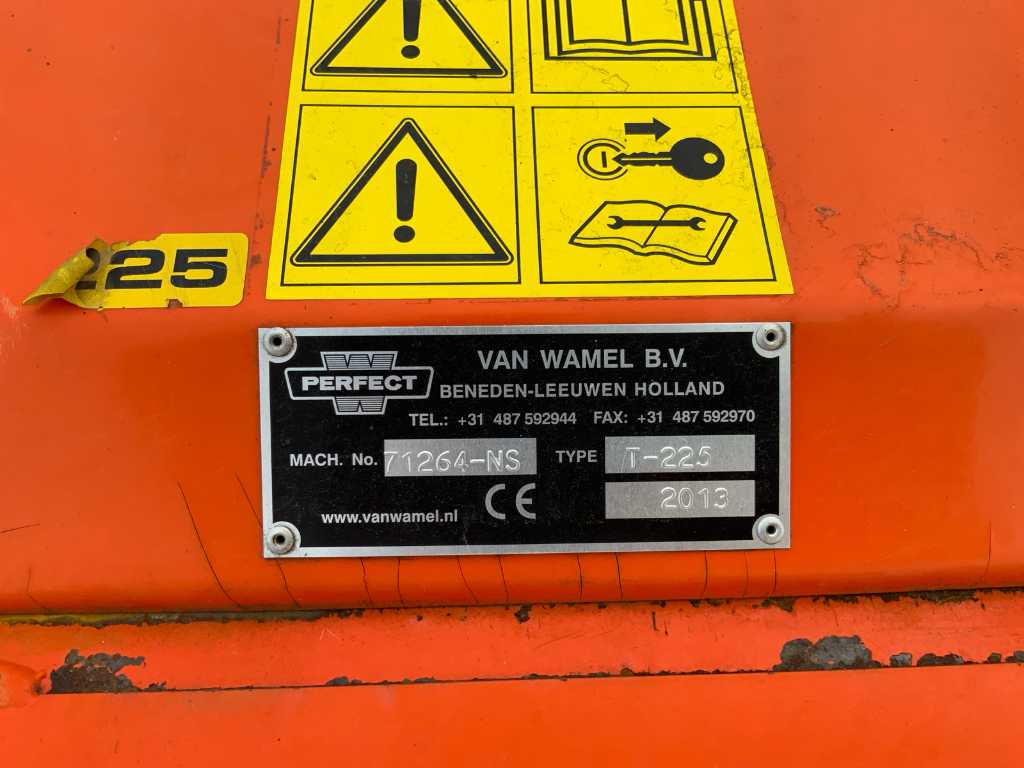 225
PERFECT
VAN WAMEL B.V.
BENEDEN-LEEUWEN HOLLAND
TEL.: +31 487 592944 FAX: +31 487 592970
MACH. No. 71264-NS TYPE T-225
www.vanwamel.nl CE 2013